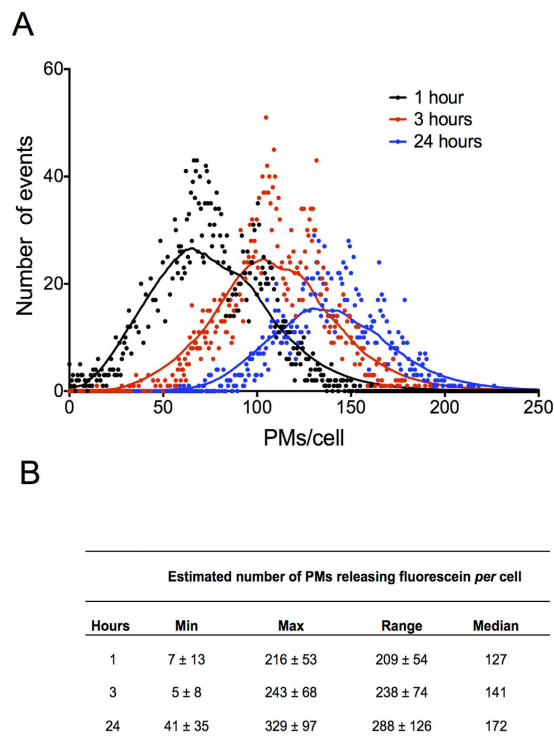 A
60
40
20
0
Number of events
1 hour
3 hours
24 hours
0 50 100 150 200 250
PMs/cell
B
Estimated number of PMs releasing fluorescein per cell
Hours Min Max Range Median
1 7 ± 13 216 ± 53 209 ± 54 127
3 5 ± 8 243 ± 68 238 ± 74 141
24 41 ± 35 329 ± 97 288 ± 126 172